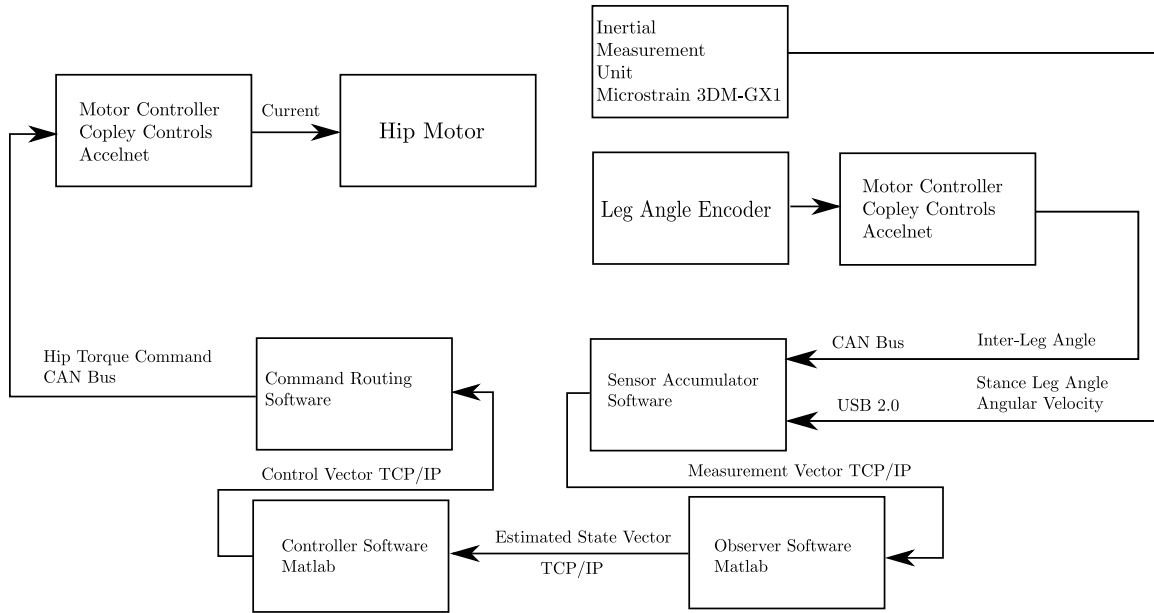 Inertial
Measurement
Unit
Microstrain 3DM-GX1
Motor Controller
Copley Controls
Accelnet
Current
Hip Motor
Leg Angle Encoder
Motor Controller
Copley Controls
Accelnet
CAN Bus
Inter-Leg Angle
Hip Torque Command
CAN Bus
Command Routing
Software
Sensor Accumulator
Software
USB 2.0
Stance Leg Angle
Angular Velocity
Control Vector TCP/IP
Measurement Vector TCP/IP
Controller Software
Matlab
Estimated State Vector
TCP/IP
Observer Software
Matlab